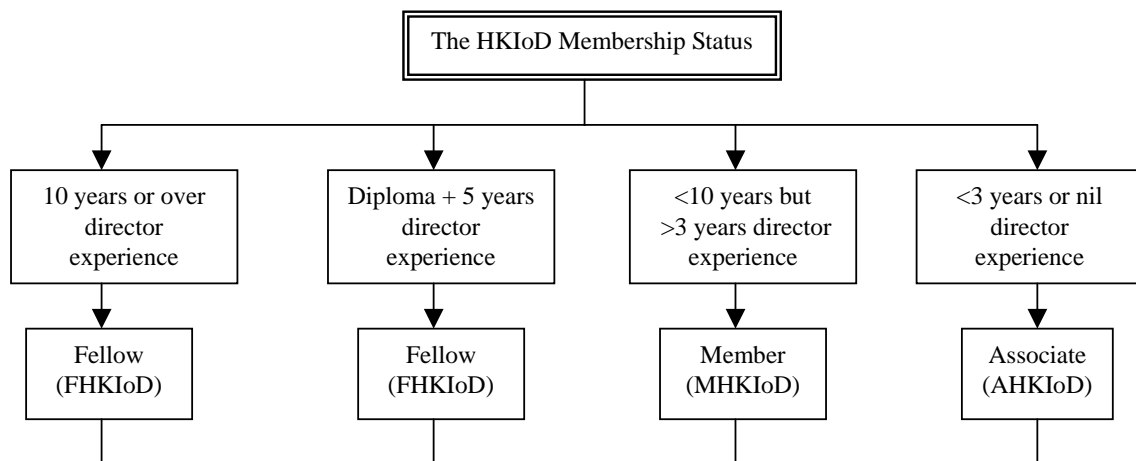 The HKIoD Membership Status
10 years or over
director
experience
Diploma + 5 years
director
experience
<10 years but
>3 years director
experience
<3 years or nil
director
experience
Fellow
(FHKIoD)
Fellow
(FHKIoD)
Member
(MHKIoD)
Associate
(AHKIoD)